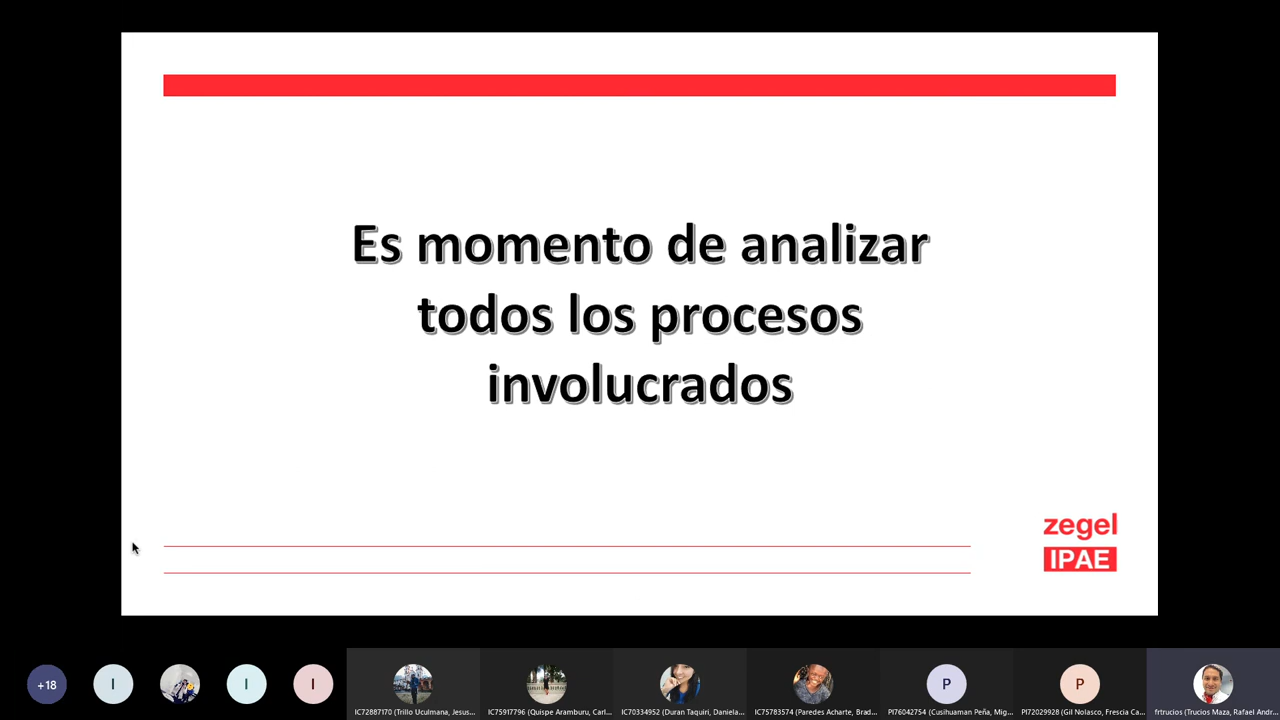 Es momento de analizar
todos los procesos
involucrados
zegel
IPAE
+18
I
I
I
P
P
IC72887170 (Trillo Uculmana, Jesus...
IC75917796 (Quispe Aramburu, Carl...
IC70334952 (Duran Taquiri, Daniela...
IC75783574 (Paredes Acharte, Brad...
PI76042754 (Cusihuaman Peña, Mig...
PI72029928 (Gil Nolasco, Frescia Ca...
frtrucios (Trucios Maza, Rafael Andr...